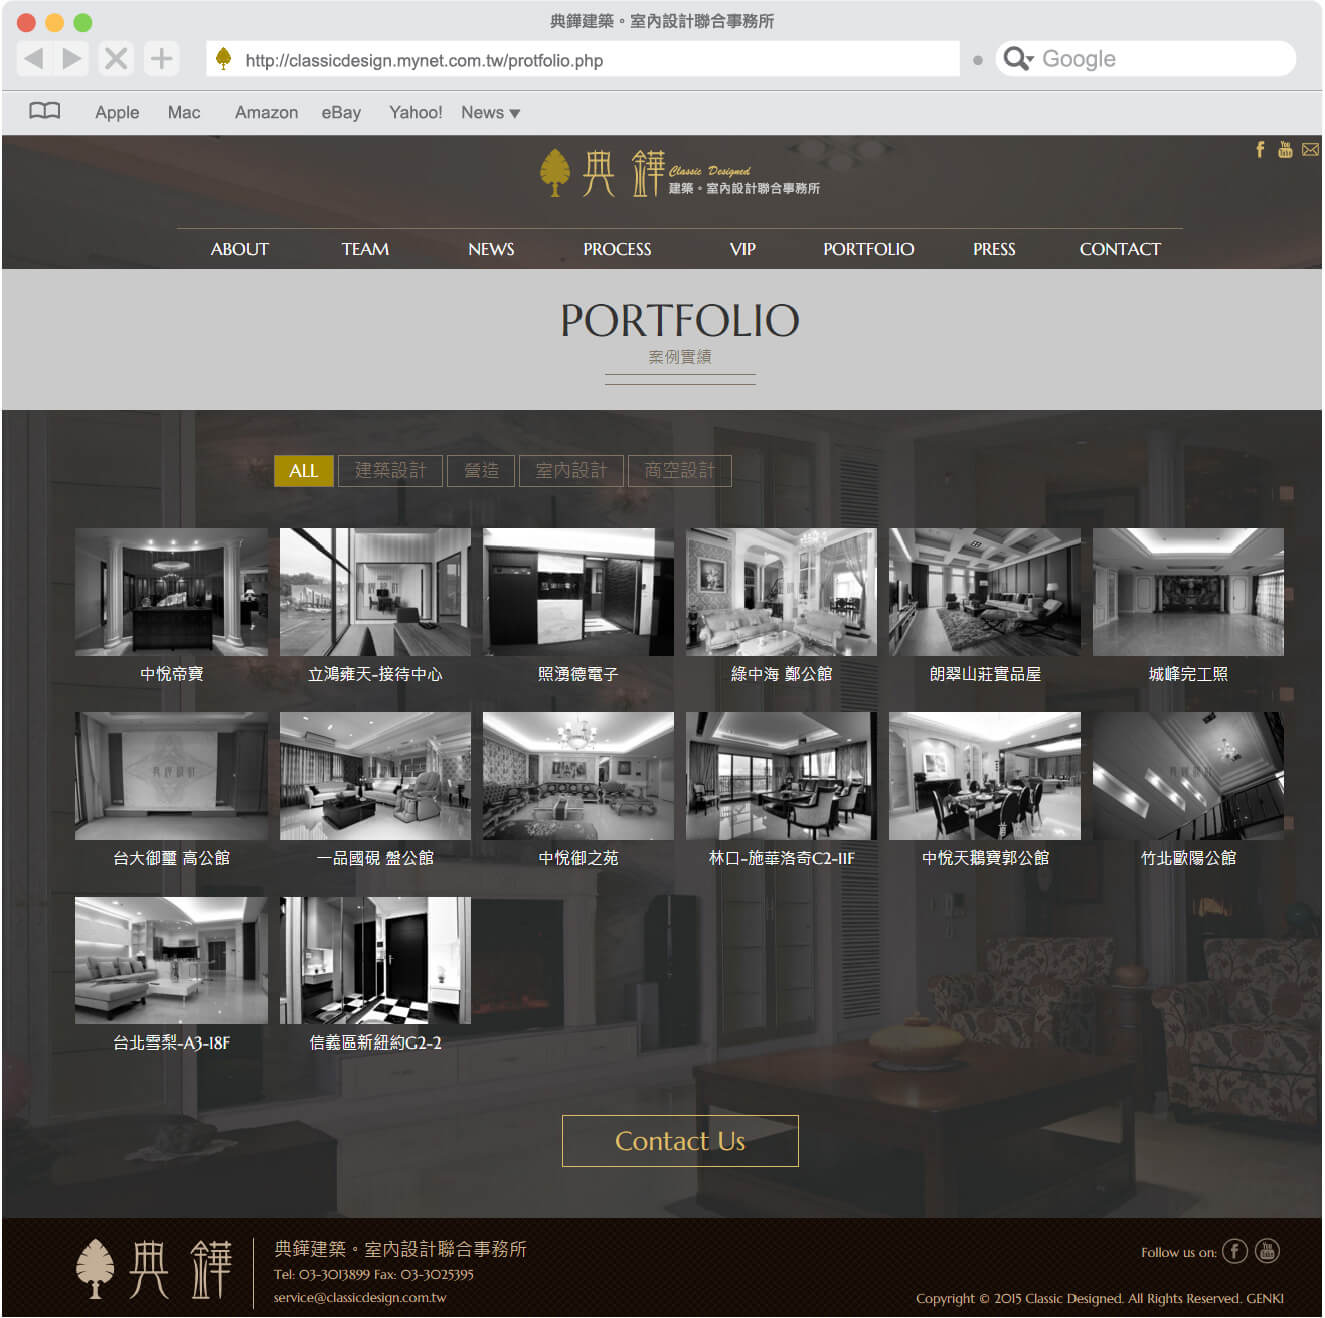 典鏵建築。室內設計聯合事務所
http://classicdesign.mynet.com.tw/protfolio.php
Google
Apple Mac Amazon eBay Yahoo! News
典鏵 Classic Designed
建築。室內設計聯合事務所
ABOUT TEAM NEWS PROCESS VIP PORTFOLIO PRESS CONTACT
PORTFOLIO
案例實績
ALL 建築設計 營造 室內設計 商空設計
中悅帝寶 立鴻雍天-接待中心 照湧德電子 綠中海 鄭公館 朗翠山莊實品屋 城峰完工照
台大御璽 高公館 一品國硯 盤公館 中悅御之苑 林口-施華洛奇C2-11F 中悅天鵝寶郭公館 竹北歐陽公館
台北雪梨-A3-18F 信義區新紐約G2-2
Contact Us
典鏵
典鏵建築。室內設計聯合事務所
Tel: 03-3013899 Fax: 03-3025395
service@classicdesign.com.tw
Follow us on:
Copyright © 2015 Classic Designed. All Rights Reserved. GENKI